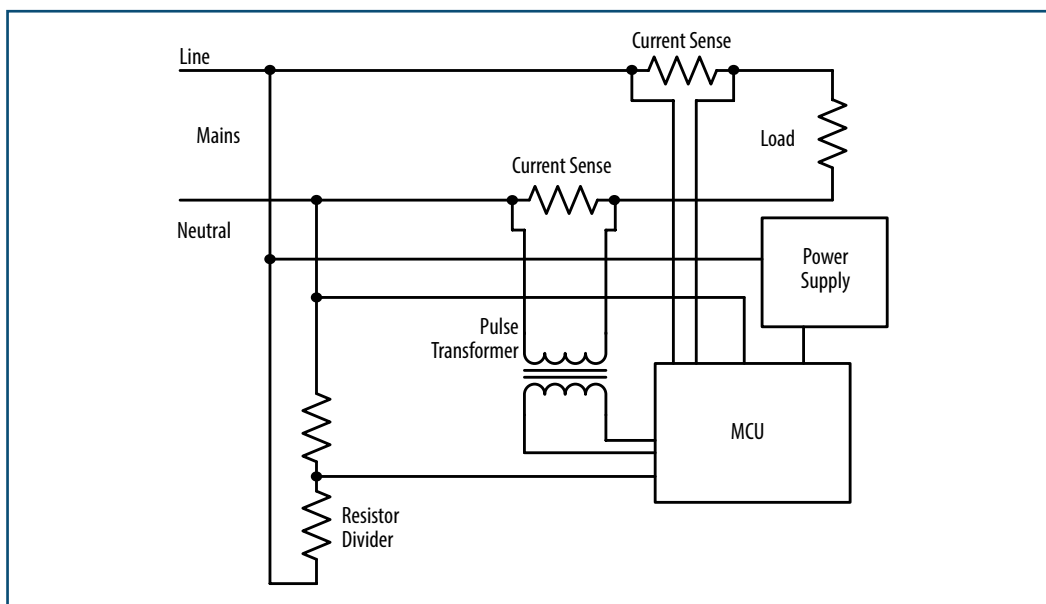 Current Sense
Line
Mains
Load
Current Sense
Neutral
Power
Supply
Pulse
Transformer
MCU
Resistor
Divider